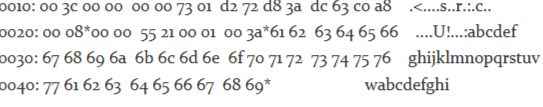 0010: 00 3c 00 00  00 00 73 01  d2 72 d8 3a  dc 63 c0 a8    .<....s..r.:.c..
0020: 00 08*00 00  55 21 00 01  00 3a*61 62  63 64 65 66    ....U!...:abcdef
0030: 67 68 69 6a  6b 6c 6d 6e  6f 70 71 72  73 74 75 76    ghijklmnopqrstuv
0040: 77 61 62 63  64 65 66 67  68 69*    wabcdefghi